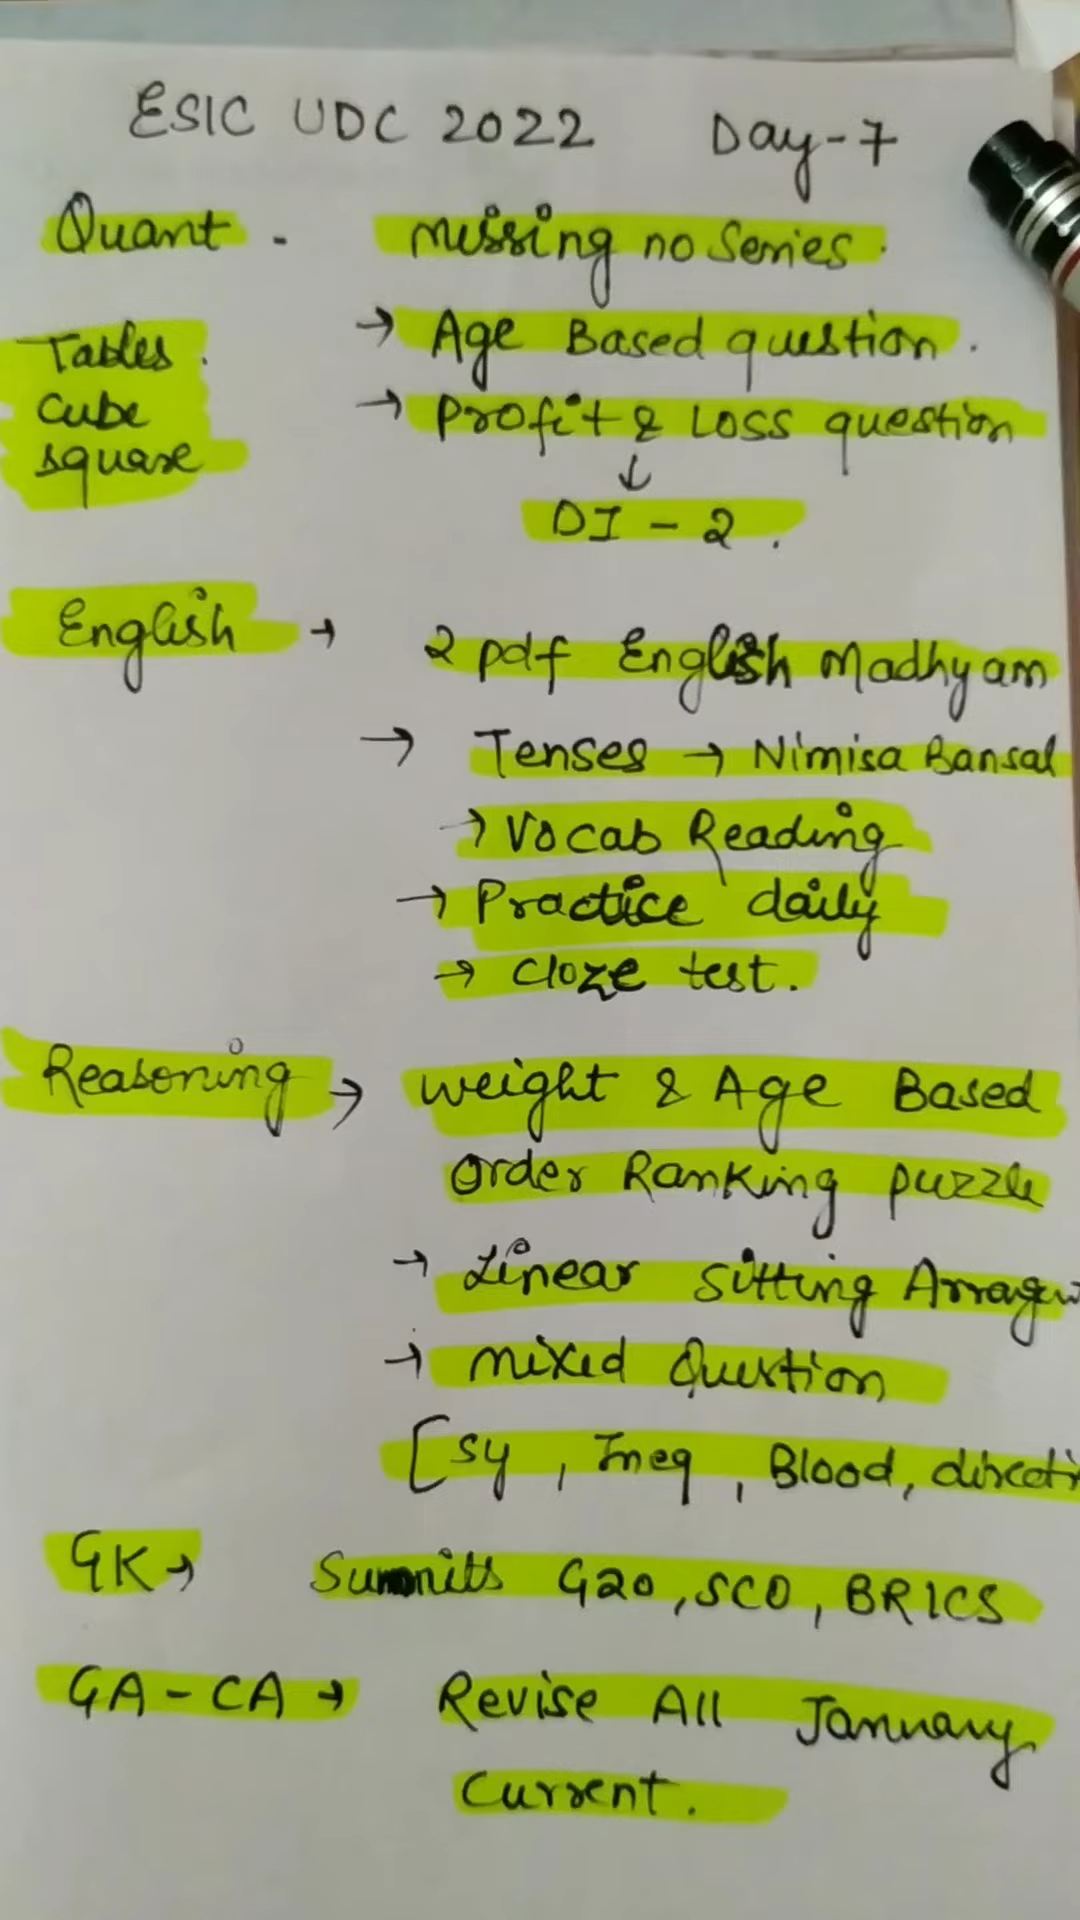 ESIC UDC 2022 Day-7
Quant - missing no series.
Tables.
Cube
square
→ Age Based question.
→ Profit & Loss question
↓
DI - 2.
English → 2 pdf English Madhyam
→ Tenses → Nimisa Bansal
→ Vocab Reading
→ Practice daily
→ Cloze test.
Reasoning → weight & Age Based
Order Ranking puzzle
→ Linear sitting
→ mixed Question
[sy, Ineq, Blood, directi
GK → Summits G20, SCO, BRICS
GA - CA → Revise All January
Current.